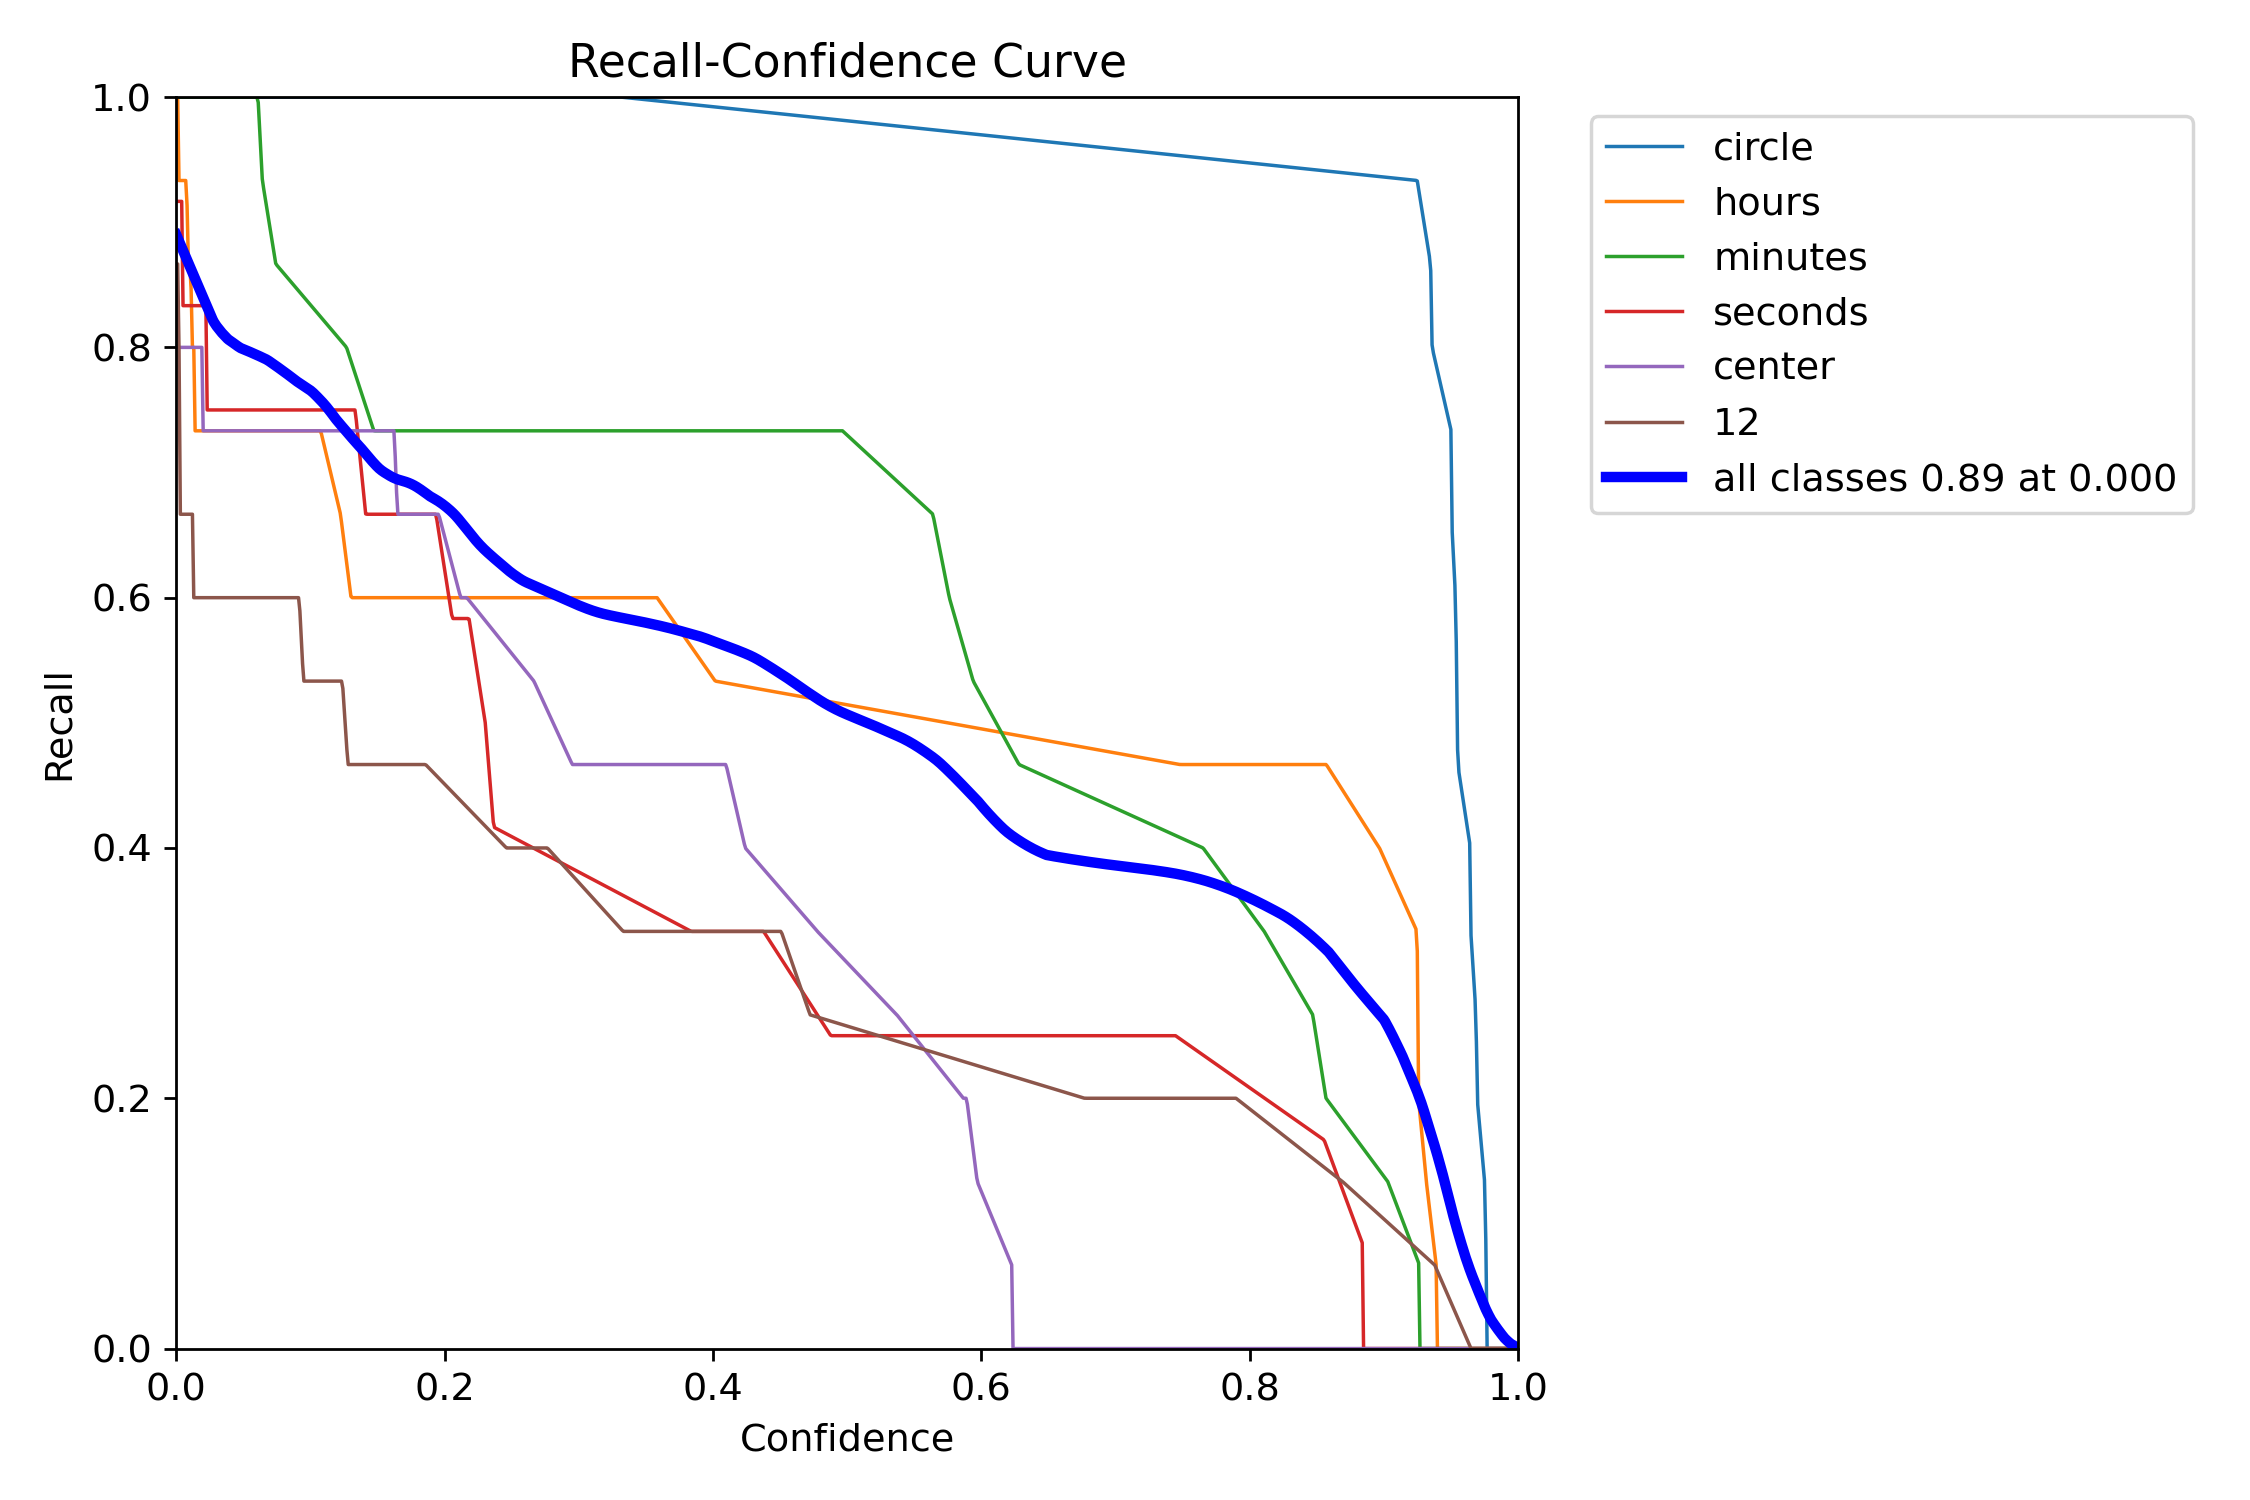 Recall-Confidence Curve
1.0
0.8
0.6
0.4
0.2
0.0
Recall
0.0 0.2 0.4 0.6 0.8 1.0
Confidence
circle
hours
minutes
seconds
center
12
all classes 0.89 at 0.000